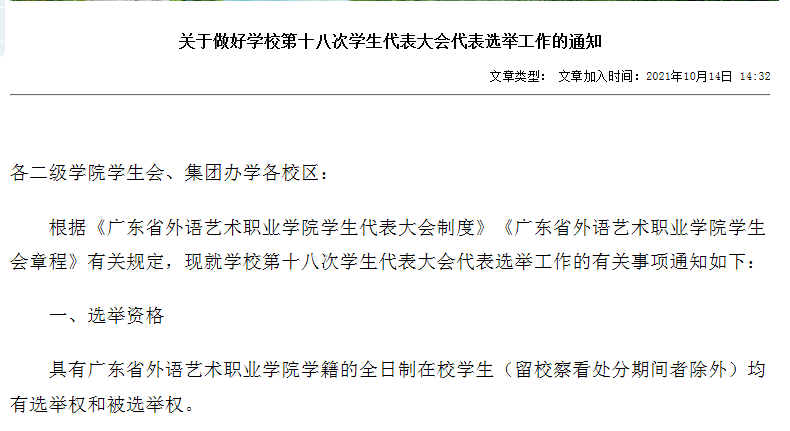 关于做好学校第十八次学生代表大会代表选举工作的通知
文章类型： 文章加入时间：2021年10月14日 14:32
各二级学院学生会、集团办学各校区：
根据《广东省外语艺术职业学院学生代表大会制度》《广东省外语艺术职业学院学生
会章程》有关规定，现就学校第十八次学生代表大会代表选举工作的有关事项通知如下：
一、选举资格
具有广东省外语艺术职业学院学籍的全日制在校学生（留校察看处分期间者除外）均
有选举权和被选举权。